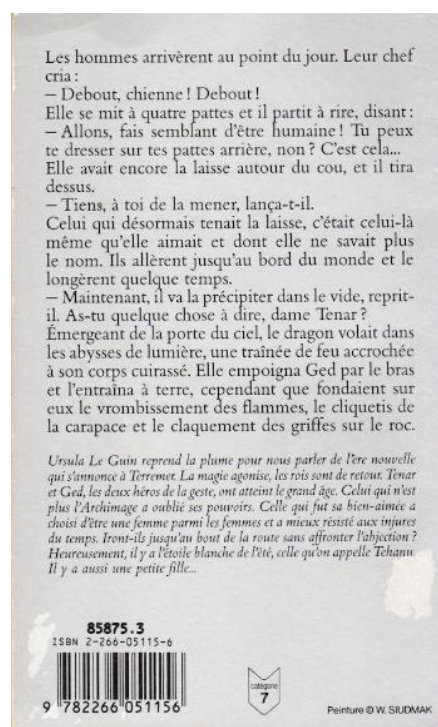 Les hommes arrivèrent au point du jour. Leur chef
cria :
– Debout, chienne ! Debout !
Elle se mit à quatre pattes et il partit à rire, disant :
– Allons, fais semblant d'être humaine ! Tu peux
te dresser sur tes pattes arrière, non ? C'est cela...
Elle avait encore la laisse autour du cou, et il tira
dessus.
– Tiens, à toi de la mener, lança-t-il.
Celui qui désormais tenait la laisse, c'était celui-là
même qu'elle aimait et dont elle ne savait plus
le nom. Ils allèrent jusqu'au bord du monde et le
longèrent quelque temps.
– Maintenant, il va la précipiter dans le vide, reprit-
il. As-tu quelque chose à dire, dame Tenar ?
Émergeant de la porte du ciel, le dragon volait dans
les abysses de lumière, une traînée de feu accrochée
à son corps cuirassé. Elle empoigna Ged par le bras
et l'entraîna à terre, cependant que fondaient sur
eux le vrombissement des flammes, le cliquetis de
la carapace et le claquement des griffes sur le roc.
Ursula Le Guin reprend la plume pour nous parler de l'ère nouvelle
qui s'annonce à Terremer. La magie agonise, les rois sont de retour. Tenar
et Ged, les deux héros de la geste, ont atteint le grand âge. Celui qui n'est
plus l'Archimage a oublié ses pouvoirs. Celle qui fut sa bien-aimée a
choisi d'être une femme parmi les femmes et a mieux résisté aux injures
du temps. Iront-ils jusqu'au bout de la route sans affronter l'abjection ?
Heureusement, il y a l'étoile blanche de l'été, celle qu'on appelle Tehanu
Il y a aussi une petite fille...
85875.3
ISBN 2-266-05115-6
9 782266 051156
catégorie
7
Peinture © W. SIUDMAK